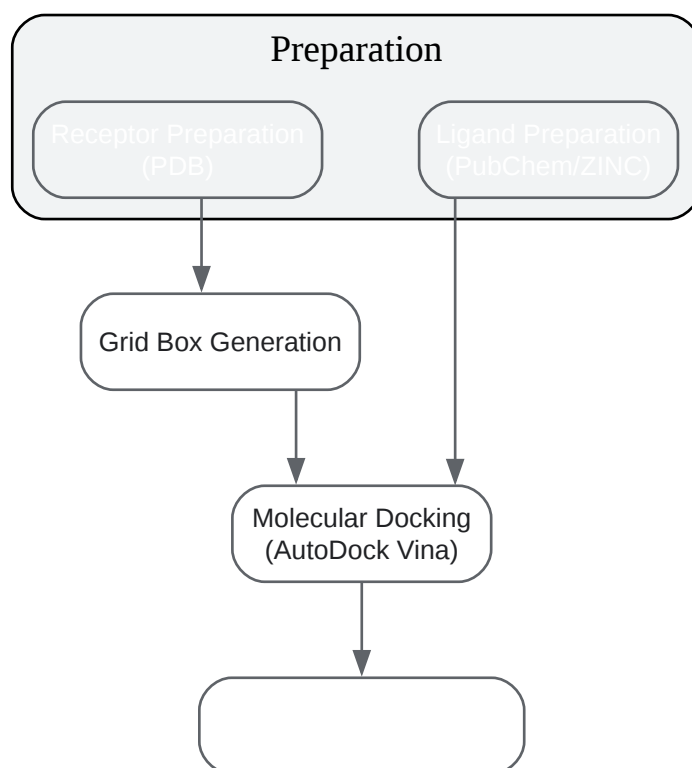 Preparation
Receptor Preparation
(PDB)
Ligand Preparation
(PubChem/ZINC)
Grid Box Generation
Molecular Docking
(AutoDock Vina)